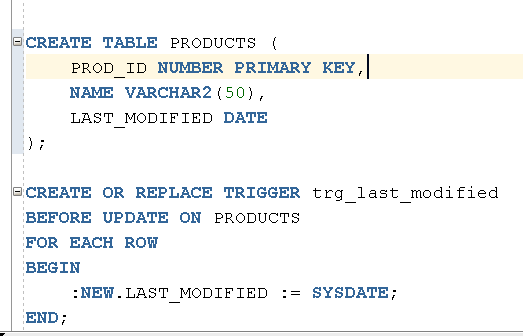 CREATE TABLE PRODUCTS (
    PROD_ID NUMBER PRIMARY KEY,
    NAME VARCHAR2(50),
    LAST_MODIFIED DATE
);

CREATE OR REPLACE TRIGGER trg_last_modified
BEFORE UPDATE ON PRODUCTS
FOR EACH ROW
BEGIN
    :NEW.LAST_MODIFIED := SYSDATE;
END;